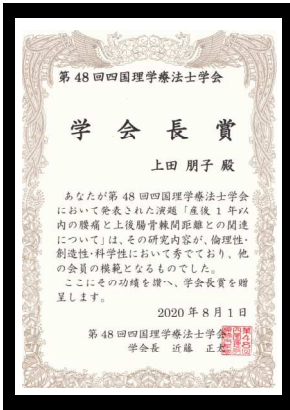 第48回四国理学療法士学会
学会長賞
上田 朋子 殿
あなたが第48回四国理学療法士学会
において発表された演題「産後1年以
内の腰痛と上後腸骨棘間距離との関連
について」は、その研究内容が、倫理性・
創造性・科学性において秀でており、他
の会員の模範となるものでした。
ここにその功績を讃へ、学会長賞を贈
呈します。
2020年8月1日
第48回四国理学療法士学会
学会長 近藤 正太